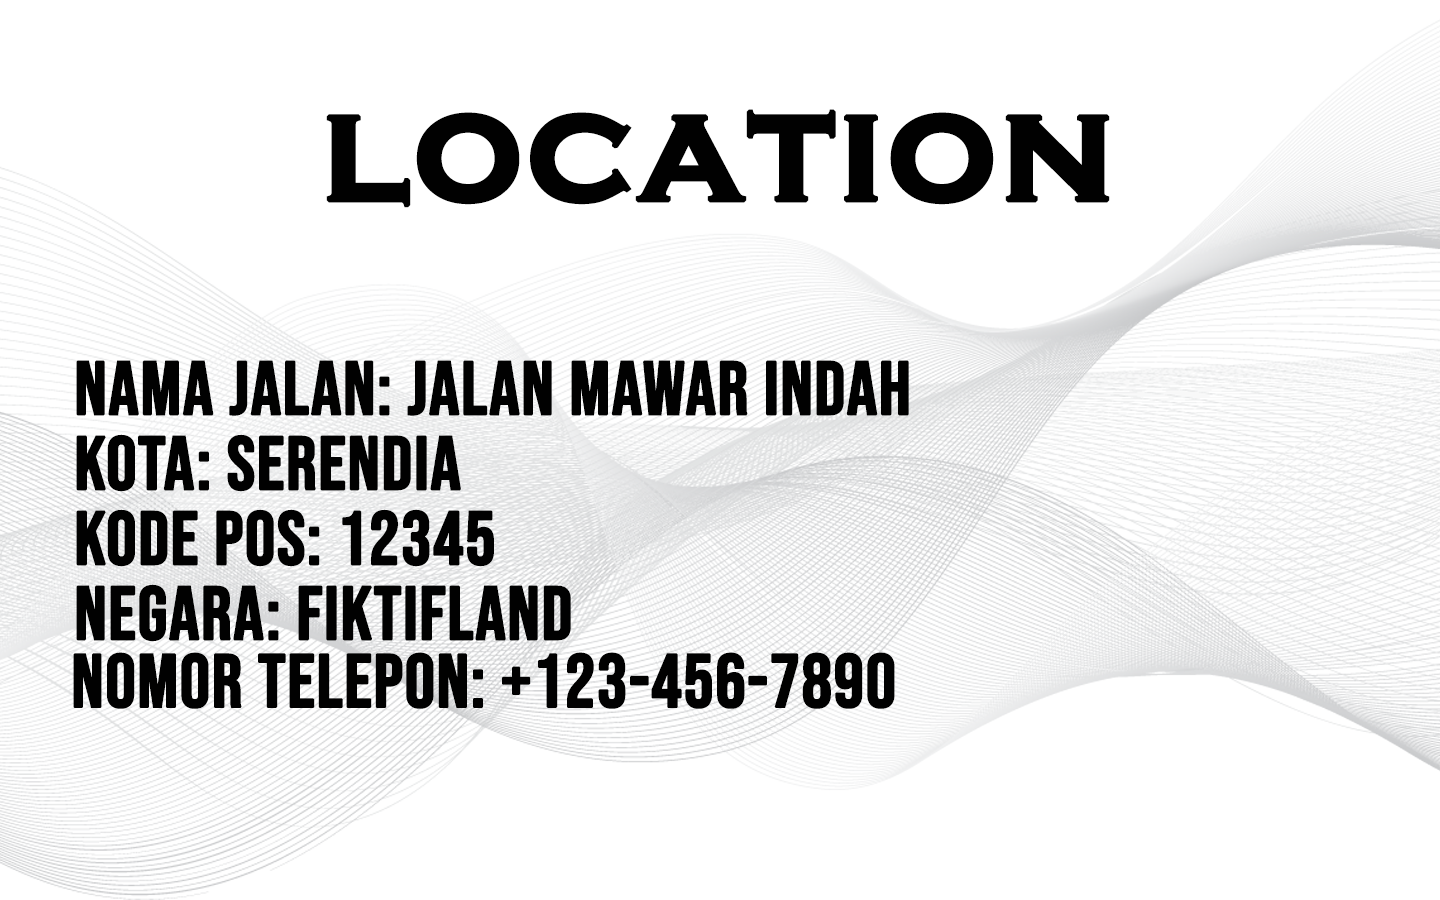 LOCATION
NAMA JALAN: JALAN MAWAR INDAH
KOTA: SERENDIA
KODE POS: 12345
NEGARA: FIKTIFLAND
NOMOR TELEPON: +123-456-7890